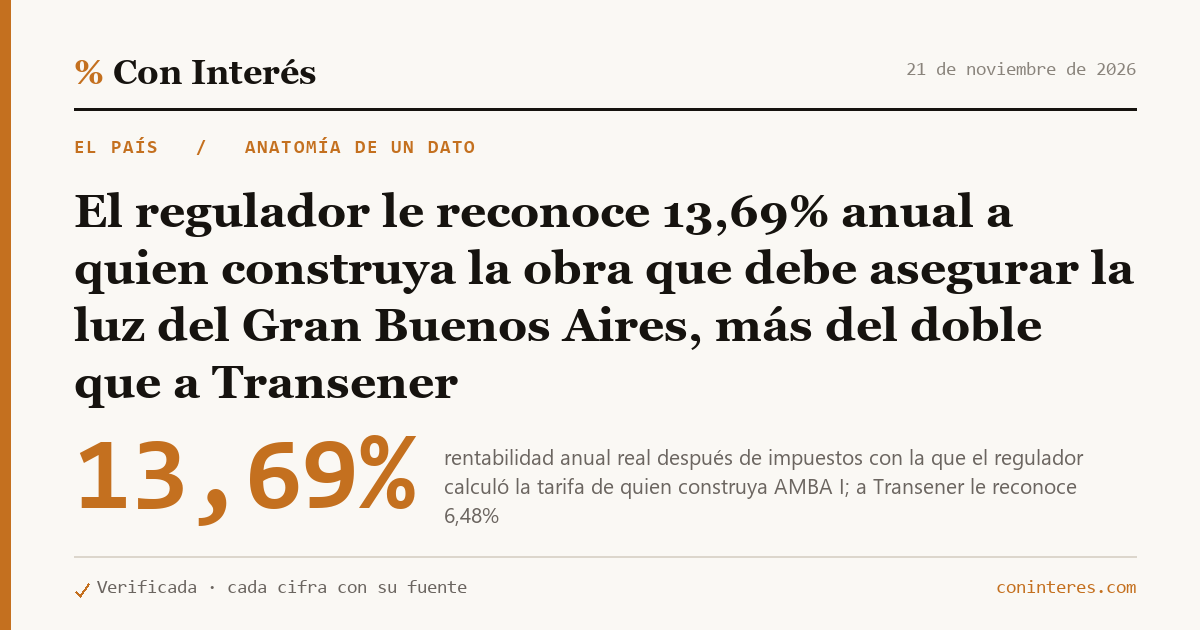 % Con Interés
21 de noviembre de 2026
EL PAÍS / ANATOMÍA DE UN DATO
El regulador le reconoce 13,69% anual a
quien construya la obra que debe asegurar la
luz del Gran Buenos Aires, más del doble
que a Transener
13,69%
rentabilidad anual real después de impuestos con la que el regulador
calculó la tarifa de quien construya AMBA I; a Transener le reconoce
6,48%
✓ Verificada · cada cifra con su fuente
coninteres.com